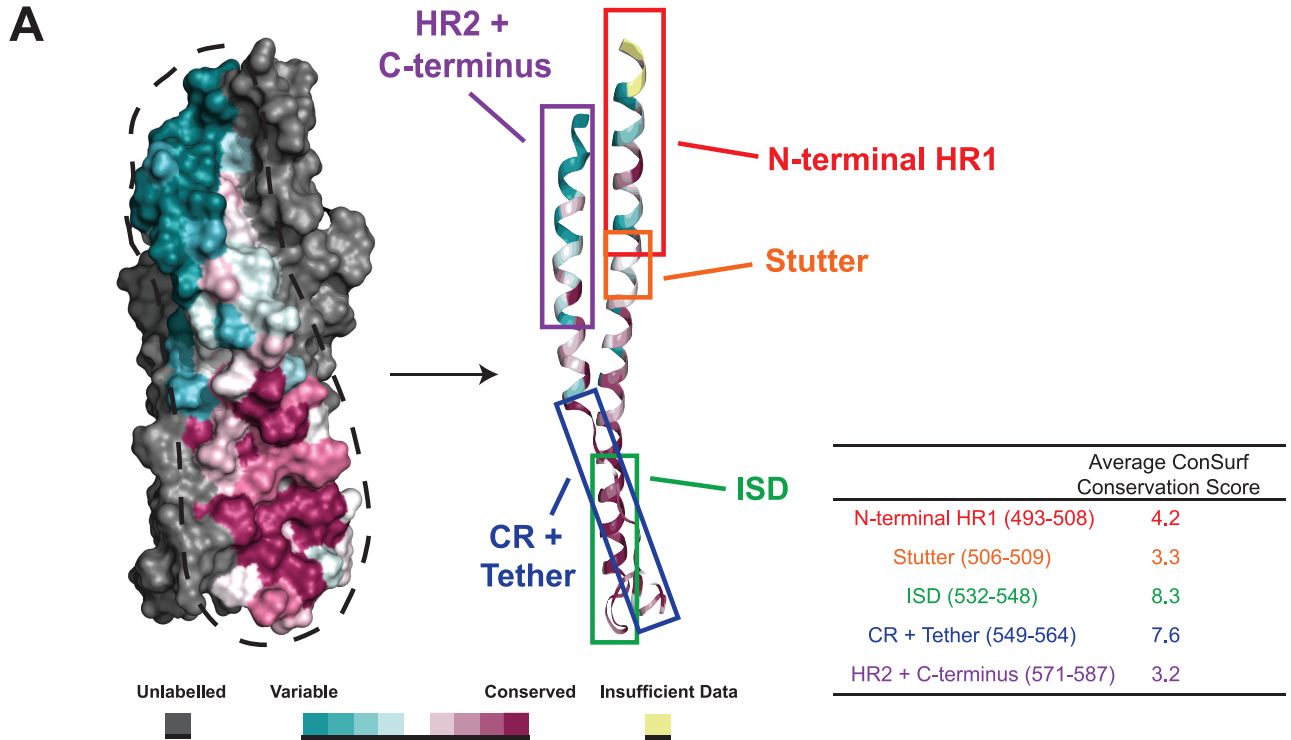 A
HR2 +
C-terminus
N-terminal HR1
Stutter
ISD
CR +
Tether
Average ConSurf
Conservation Score
N-terminal HR1 (493-508) 4.2
Stutter (506-509) 3.3
ISD (532-548) 8.3
CR + Tether (549-564) 7.6
HR2 + C-terminus (571-587) 3.2
Unlabelled Variable Conserved Insufficient Data